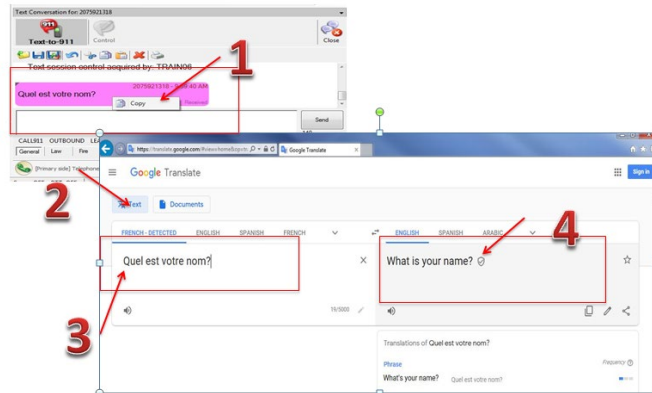 Text Conversation for: 2075921318
911
Text-to-911
Control
Close
Text session control acquired by: TRAIN06
1
Quel est votre nom?
Copy
Received
Send
CALL911 OUTBOUND
General Law Fire
[Primary side] Telephone
2
https://translate.google.com
Google Translate
Google Translate
Sign in
Text
Documents
FRENCH - DETECTED ENGLISH SPANISH FRENCH
ENGLISH SPANISH ARABIC
4
Quel est votre nom?
What is your name?
3
19/5000
Translations of Quel est votre nom?
Phrase
Frequency
What's your name? Quel est votre nom?